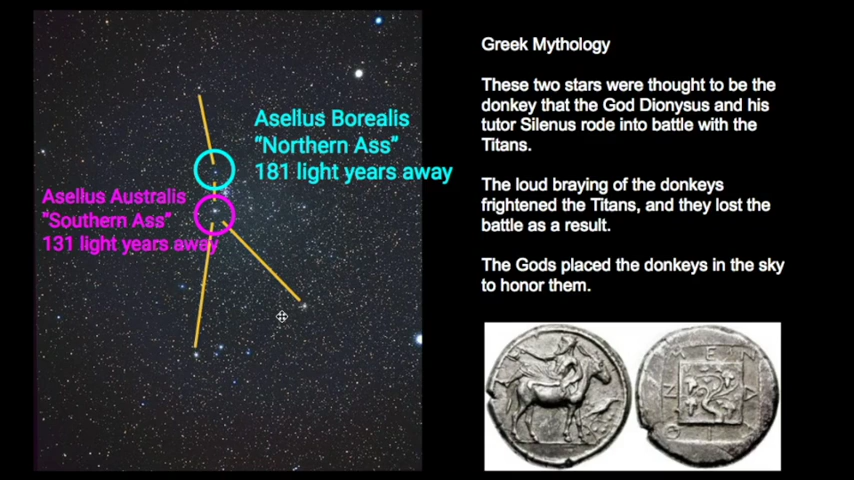 Asellus Borealis
"Northern Ass"
181 light years away
Asellus Australis
"Southern Ass"
131 light years away
Greek Mythology
These two stars were thought to be the
donkey that the God Dionysus and his
tutor Silenus rode into battle with the
Titans.
The loud braying of the donkeys
frightened the Titans, and they lost the
battle as a result.
The Gods placed the donkeys in the sky
to honor them.
M E N
N Δ